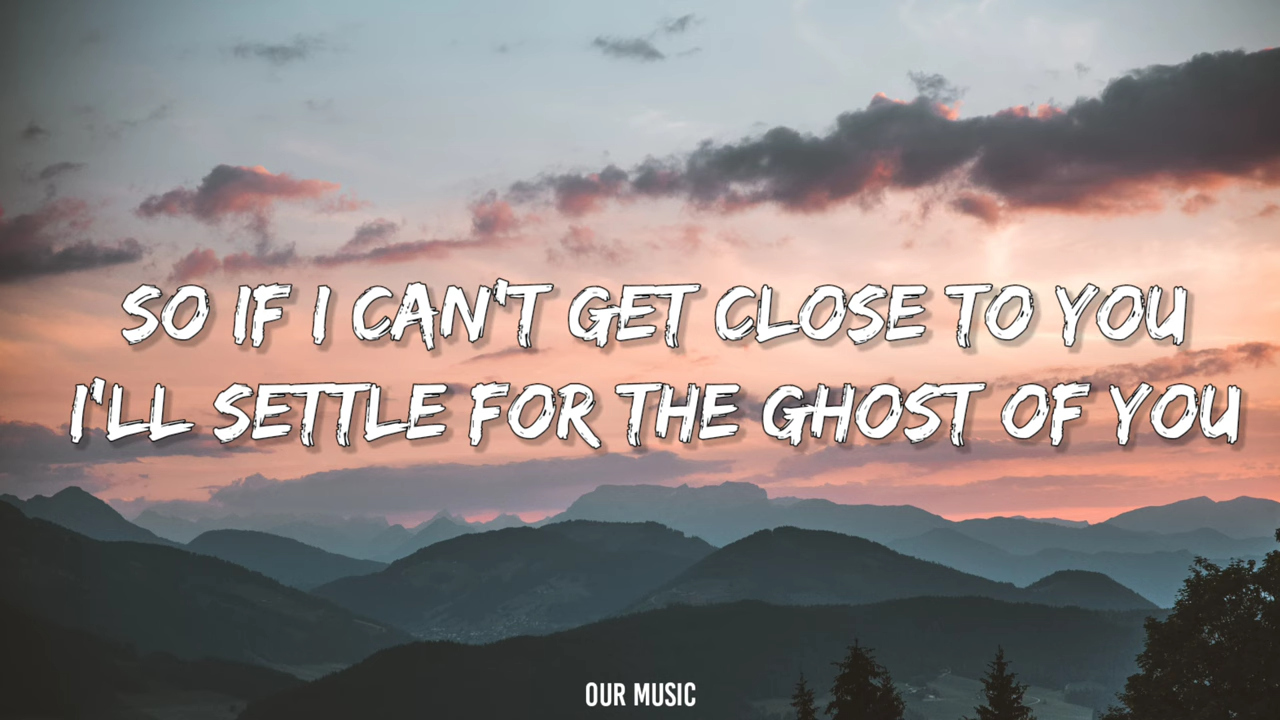 SO IF I CAN'T GET CLOSE TO YOU
I'LL SETTLE FOR THE GHOST OF YOU
OUR MUSIC